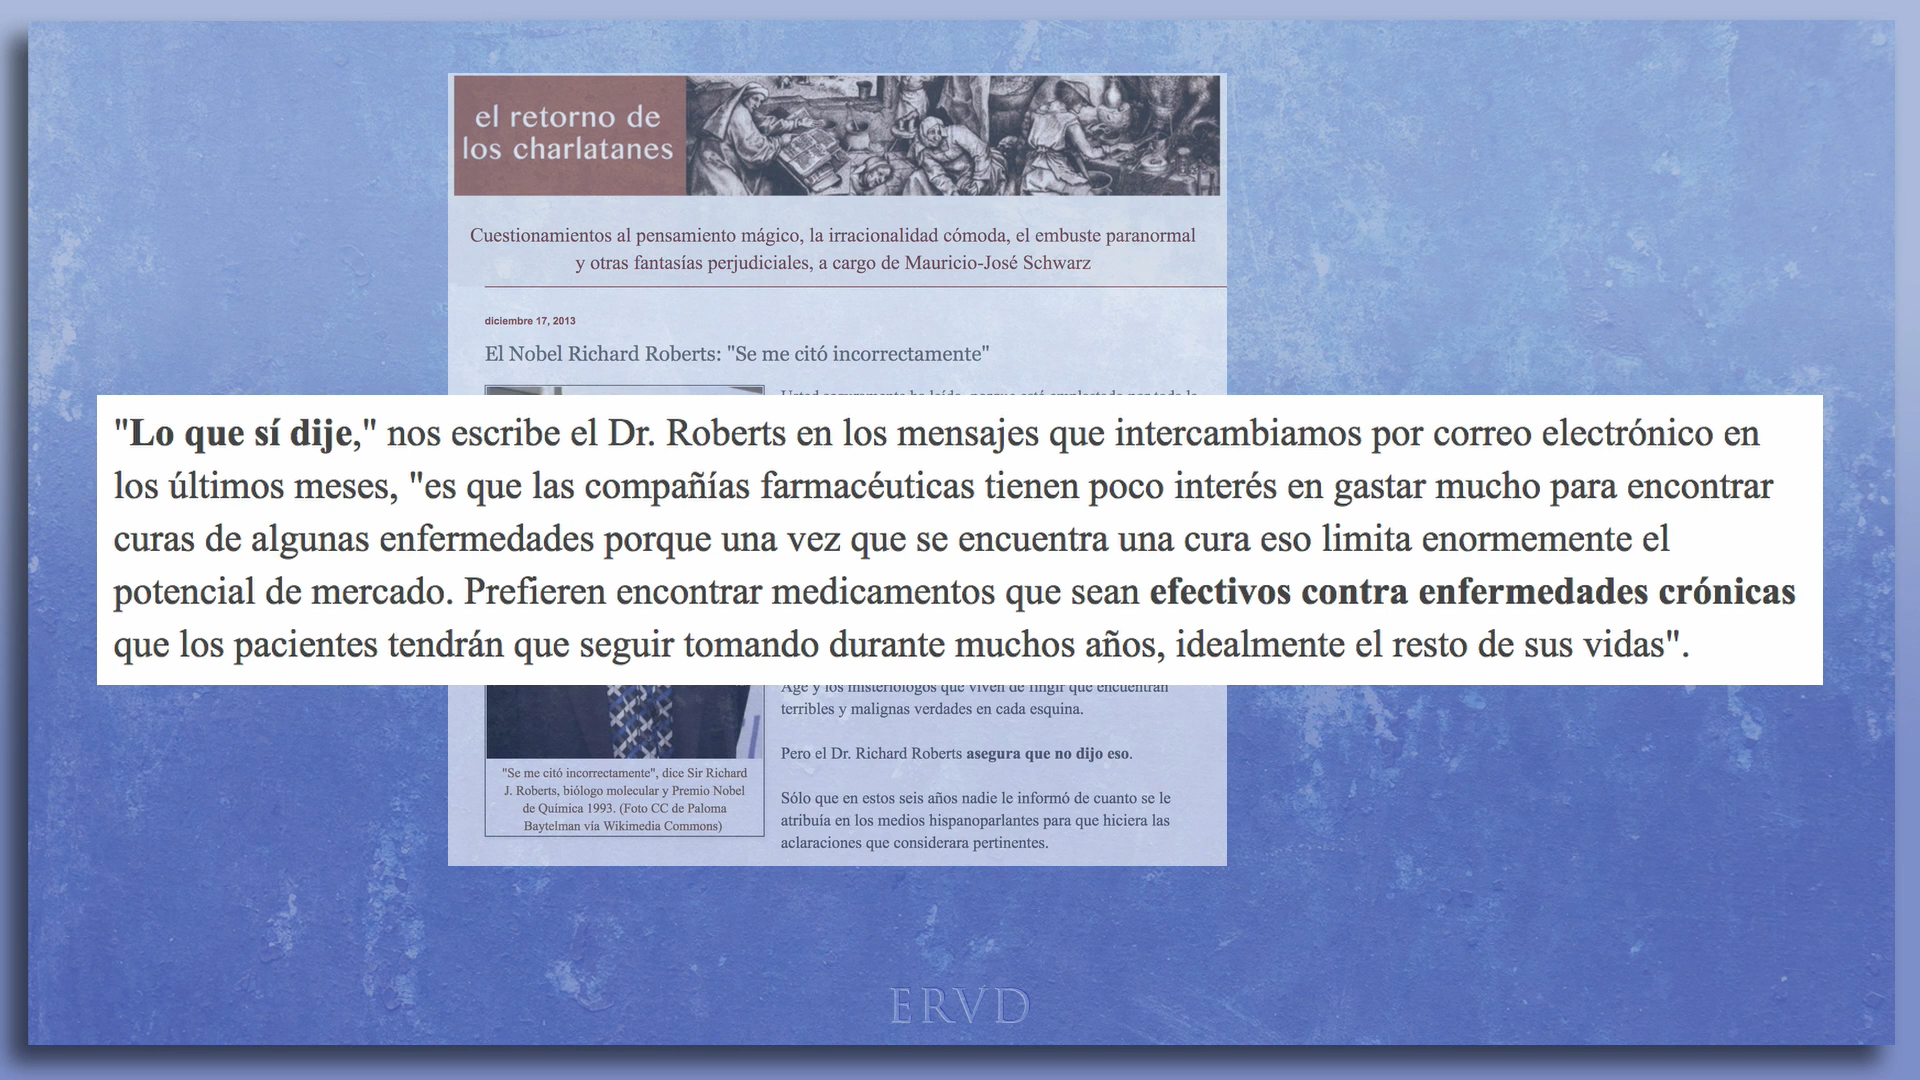 el retorno de
los charlatanes
Cuestionamientos al pensamiento mágico, la irracionalidad cómoda, el embuste paranormal
y otras fantasías perjudiciales, a cargo de Mauricio-José Schwarz
diciembre 17, 2013
El Nobel Richard Roberts: "Se me citó incorrectamente"
"Lo que sí dije," nos escribe el Dr. Roberts en los mensajes que intercambiamos por correo electrónico en
los últimos meses, "es que las compañías farmacéuticas tienen poco interés en gastar mucho para encontrar
curas de algunas enfermedades porque una vez que se encuentra una cura eso limita enormemente el
potencial de mercado. Prefieren encontrar medicamentos que sean efectivos contra enfermedades crónicas
que los pacientes tendrán que seguir tomando durante muchos años, idealmente el resto de sus vidas".
Age y los misteriólogos que viven de fingir que encuentran
terribles y malignas verdades en cada esquina.
Pero el Dr. Richard Roberts asegura que no dijo eso.
Sólo que en estos seis años nadie le informó de cuanto se le
atribuía en los medios hispanoparlantes para que hiciera las
aclaraciones que considerara pertinentes.
"Se me citó incorrectamente", dice Sir Richard
J. Roberts, biólogo molecular y Premio Nobel
de Química 1993. (Foto CC de Paloma
Baytelman vía Wikimedia Commons)
ERVD